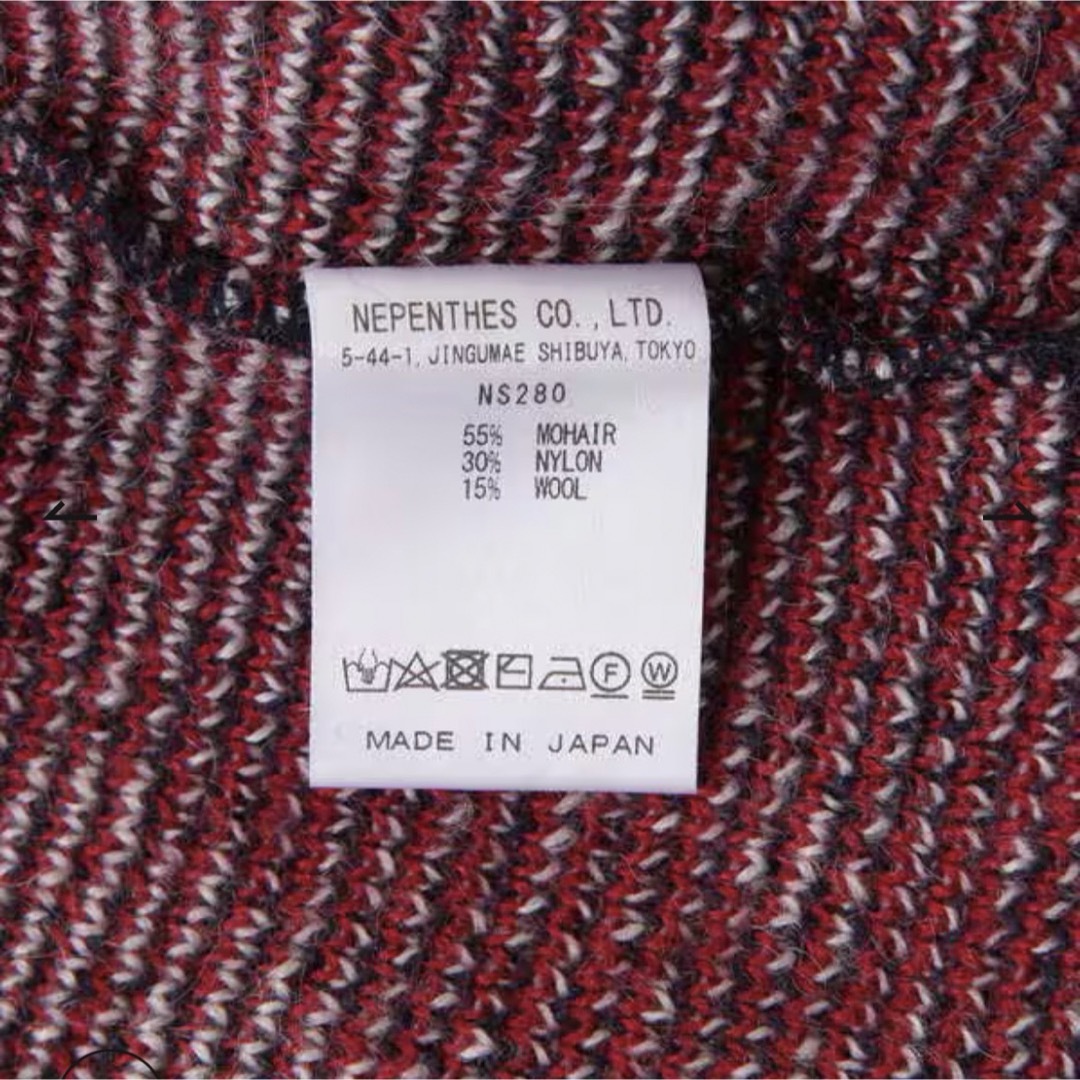 NEPENTHES CO., LTD.
5-44-1, JINGUMAE SHIBUYA, TOKYO
NS280
55% MOHAIR
30% NYLON
15% WOOL
F W
MADE IN JAPAN